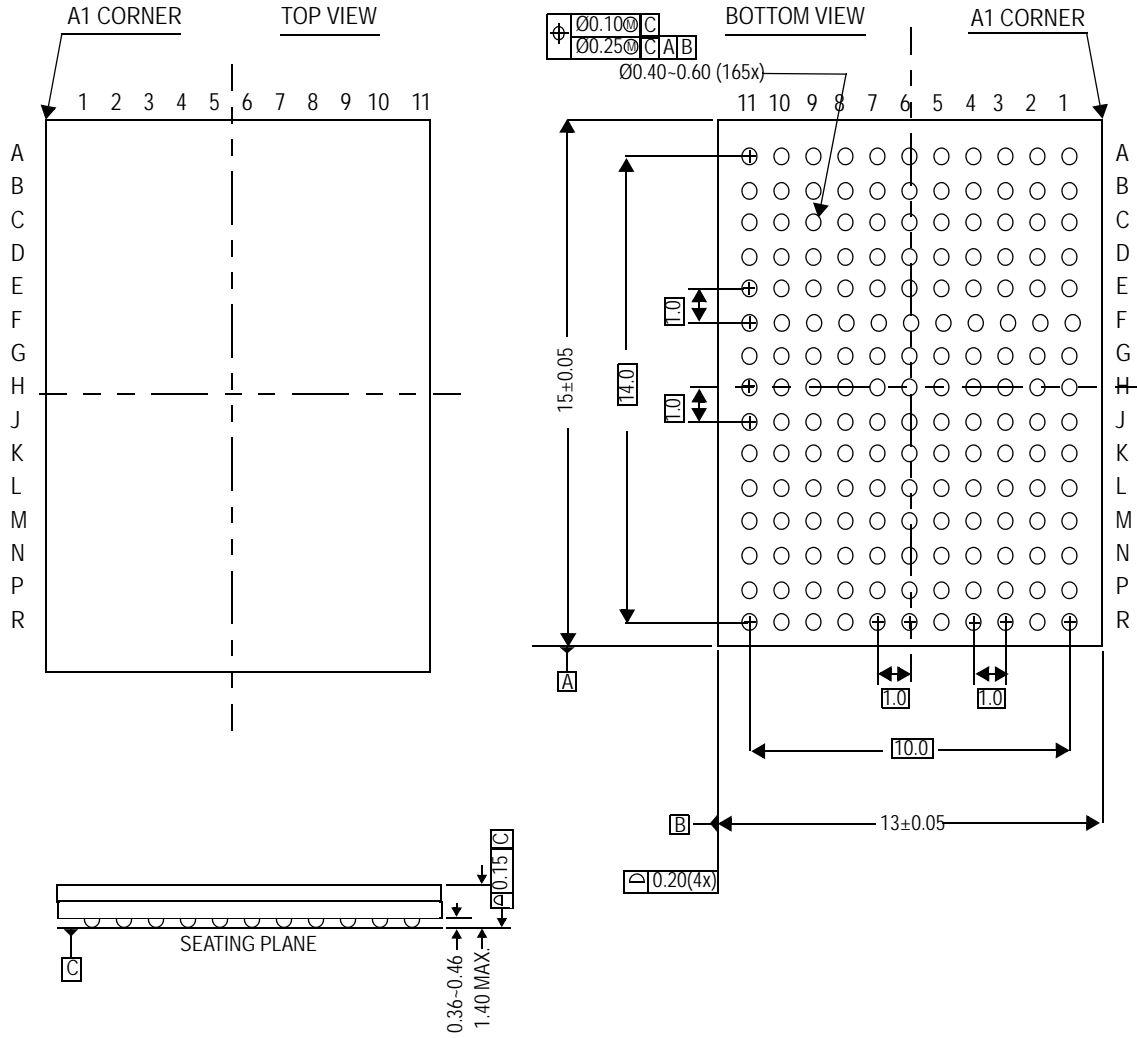 A1 CORNER TOP VIEW
1 2 3 4 5 6 7 8 9 10 11
A
B
C
D
E
F
G
H
J
K
L
M
N
P
R
BOTTOM VIEW A1 CORNER
Ø0.10Ⓜ C
Ø0.25Ⓜ C A B
Ø0.40~0.60 (165x)
11 10 9 8 7 6 5 4 3 2 1
A
B
C
D
E
F
G
H
J
K
L
M
N
P
R
1.0
15±0.05
14.0
1.0
A
1.0 1.0
10.0
B
13±0.05
0.20(4x)
0.15 C
SEATING PLANE
C
0.36~0.46
1.40 MAX.